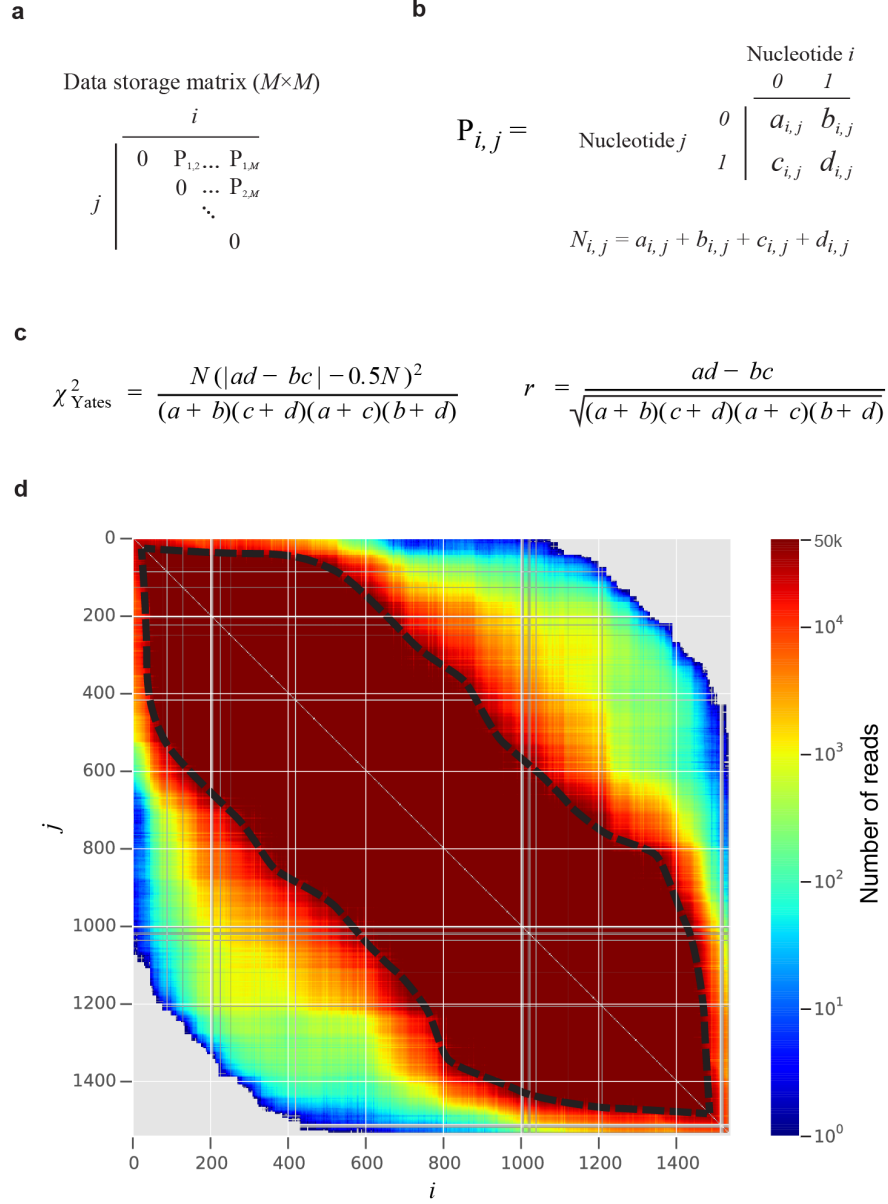 a
Data storage matrix (M×M)
i
j
0 P1,2 ... P1,M
0 ... P2,M
⋱
0
b
Nucleotide i
0 1
Pi, j =
Nucleotide j
0 ai, j bi, j
1 ci, j di, j
Ni, j = ai, j + bi, j + ci, j + di, j
c
χ²Yates = N (|ad − bc| − 0.5N)² / (a + b)(c + d)(a + c)(b + d)
r = ad − bc / √(a + b)(c + d)(a + c)(b + d)
d
0
200
400
600
800
1000
1200
1400
j
0 200 400 600 800 1000 1200 1400
i
50k
10⁴
10³
10²
10¹
10⁰
Number of reads